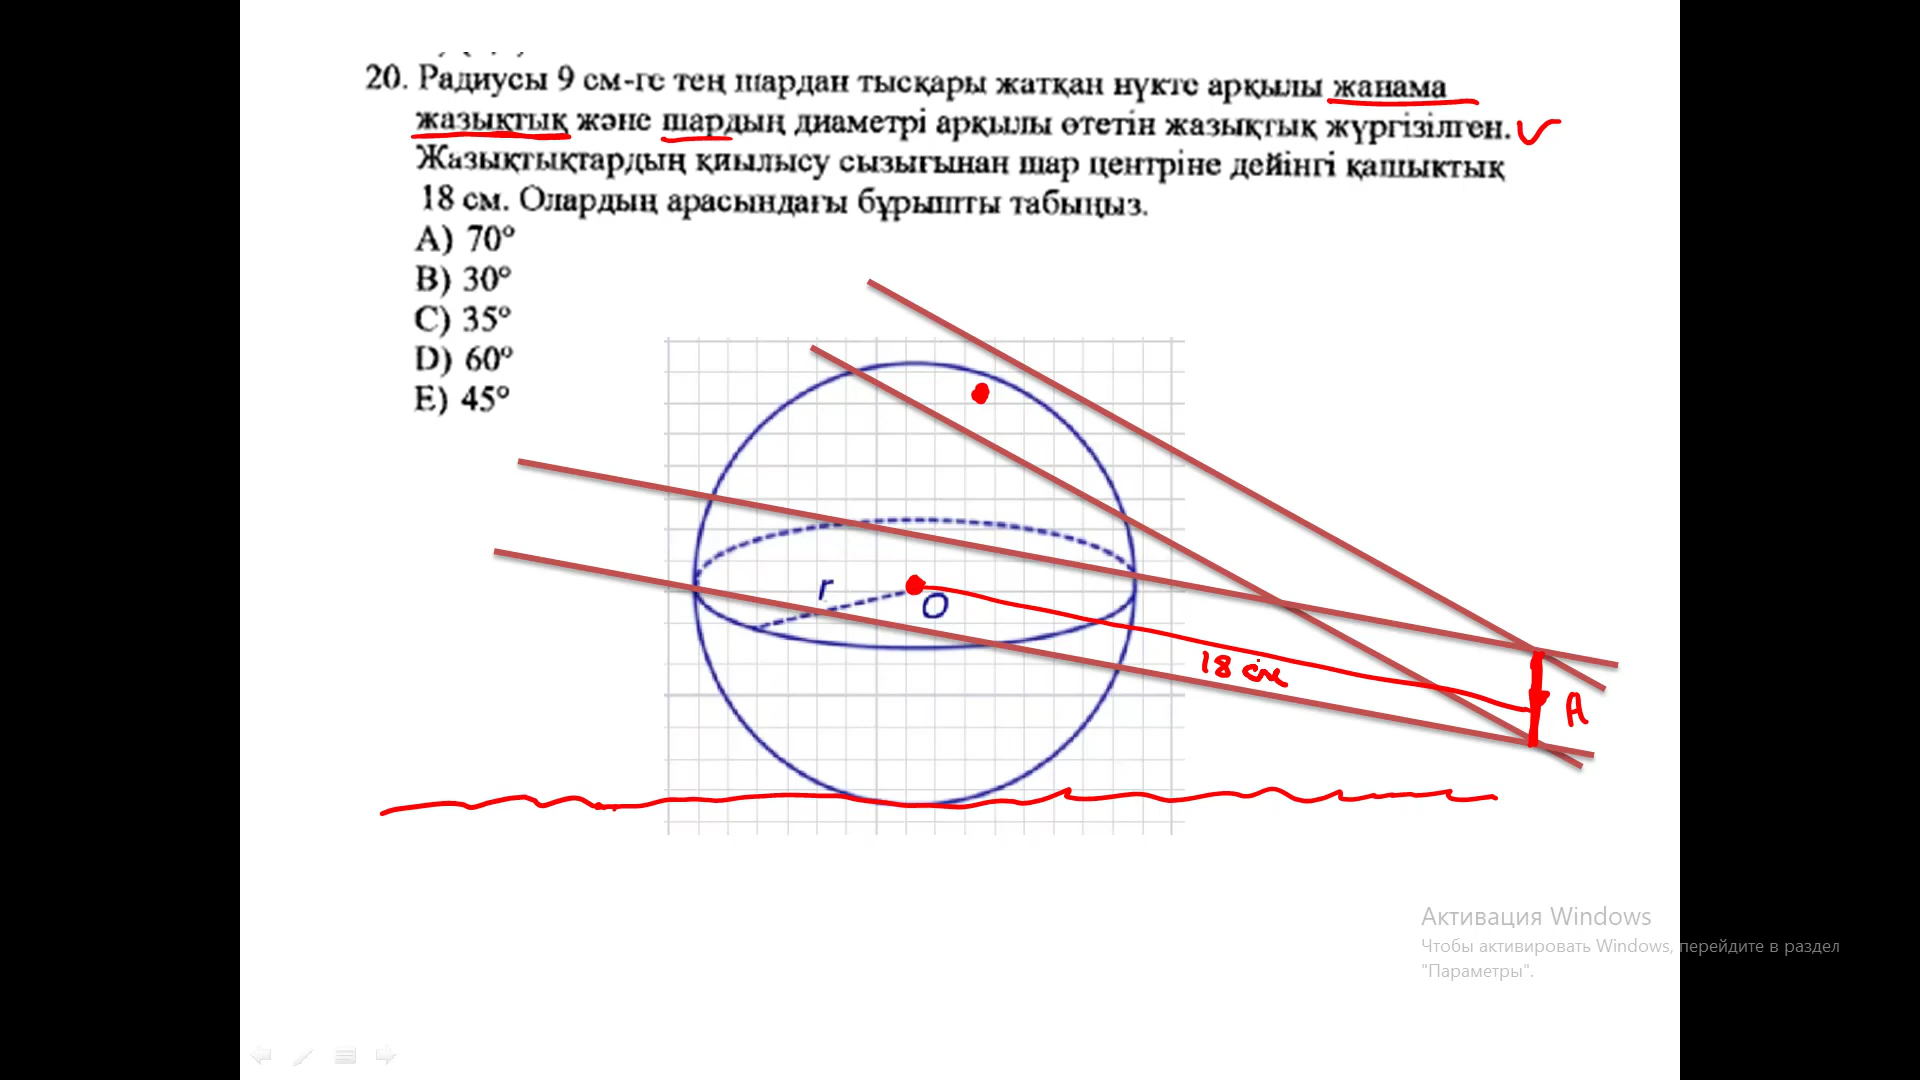 20. Радиусы 9 см-ге тең шардан тысқары жатқан нүкте арқылы жанама
жазықтық және шардың диаметрі арқылы өтетін жазықтық жүргізілген.
Жазықтықтардың қиылысу сызығынан шар центріне дейінгі қашықтық
18 см. Олардың арасындағы бұрышты табыңыз.
A) 70°
B) 30°
C) 35°
D) 60°
E) 45°
r
O
18 см
A
Активация Windows
Чтобы активировать Windows, перейдите в раздел
"Параметры".